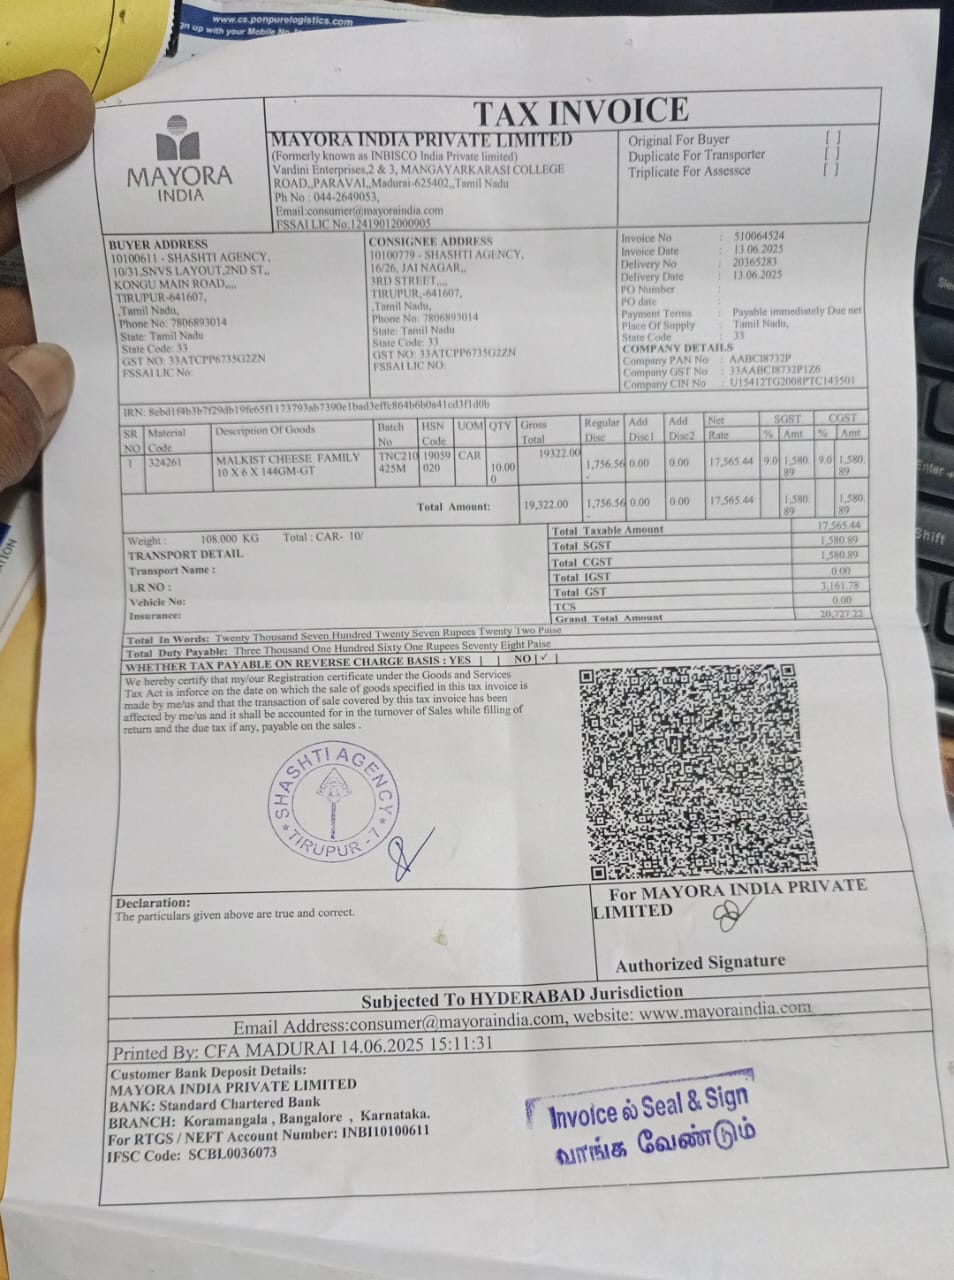 www.cs.ponpurelogistics.com
TAX INVOICE
MAYORA
INDIA
MAYORA INDIA PRIVATE LIMITED
(Formerly known as INBISCO India Private limited)
Vardini Enterprises,2 & 3, MANGAYARKARASI COLLEGE
ROAD,,PARAVAI,,Madurai-625402,,Tamil Nadu
Ph No : 044-2649053,
Email:consumer@mayoraindia.com
FSSAI LIC No:12419012000905
Original For Buyer [ ]
Duplicate For Transporter [ ]
Triplicate For Assessce [ ]
BUYER ADDRESS
10100611 - SHASHTI AGENCY,
10/31,SNVS LAYOUT,2ND ST,,
KONGU MAIN ROAD,,,,
TIRUPUR-641607,
,Tamil Nadu,
Phone No: 7806893014
State: Tamil Nadu
State Code: 33
GST NO: 33ATCPP6735G2ZN
FSSAI LIC No:
CONSIGNEE ADDRESS
10100779 - SHASHTI AGENCY,
16/26, JAI NAGAR,,
3RD STREET,,,,
TIRUPUR,-641607,
,Tamil Nadu,
Phone No: 7806893014
State: Tamil Nadu
State Code: 33
GST NO: 33ATCPP6735G2ZN
FSSAI LIC NO:
Invoice No : 510064524
Invoice Date : 13.06.2025
Delivery No : 20365283
Delivery Date : 13.06.2025
PO Number :
PO date :
Payment Terms : Payable immediately Due net
Place Of Supply : Tamil Nadu,
State Code : 33
COMPANY DETAILS
Company PAN No : AABCI8732P
Company GST No : 33AABCI8732P1Z6
Company CIN No : U15412TG2008PTC143501
IRN: 8ebd1f4b3b7f29db19fe65f1173793ab7390e1bad3effc864b6b0a41cd3f1d0b
SR NO Material Code Description Of Goods Batch No HSN Code UOM QTY Gross Total Regular Disc Add Disc1 Add Disc2 Net Rate SGST % Amt CGST % Amt
1 324261 MALKIST CHEESE FAMILY 10 X 6 X 144GM-GT TNC210425M 19059020 CAR 10.000 19322.00 1,756.56- 0.00 0.00 17,565.44 9.0 1,580.89 9.0 1,580.89
Total Amount: 19,322.00 1,756.56- 0.00 0.00 17,565.44 1,580.89 1,580.89
Weight : 108.000 KG Total : CAR- 10/
TRANSPORT DETAIL
Transport Name :
LR NO :
Vehicle No:
Insurance:
Total Taxable Amount 17,565.44
Total SGST 1,580.89
Total CGST 1,580.89
Total IGST 0.00
Total GST 3,161.78
TCS 0.00
Grand Total Amount 20,727.22
Total In Words: Twenty Thousand Seven Hundred Twenty Seven Rupees Twenty Two Paise
Total Duty Payable: Three Thousand One Hundred Sixty One Rupees Seventy Eight Paise
WHETHER TAX PAYABLE ON REVERSE CHARGE BASIS : YES [ ] NO [✓]
We hereby certify that my/our Registration certificate under the Goods and Services
Tax Act is inforce on the date on which the sale of goods specified in this tax invoice is
made by me/us and that the transaction of sale covered by this tax invoice has been
affected by me/us and it shall be accounted for in the turnover of Sales while filling of
return and the due tax if any, payable on the sales .
SHASHTI AGENCY
★ TIRUPUR - 7 ★
Declaration:
The particulars given above are true and correct.
For MAYORA INDIA PRIVATE
LIMITED
Authorized Signature
Subjected To HYDERABAD Jurisdiction
Email Address:consumer@mayoraindia.com, website: www.mayoraindia.com
Printed By: CFA MADURAI 14.06.2025 15:11:31
Customer Bank Deposit Details:
MAYORA INDIA PRIVATE LIMITED
BANK: Standard Chartered Bank
BRANCH: Koramangala , Bangalore , Karnataka.
For RTGS / NEFT Account Number: INBI10100611
IFSC Code: SCBL0036073
Invoice ல் Seal & Sign
வாங்க வேண்டும்
Enter
Shift